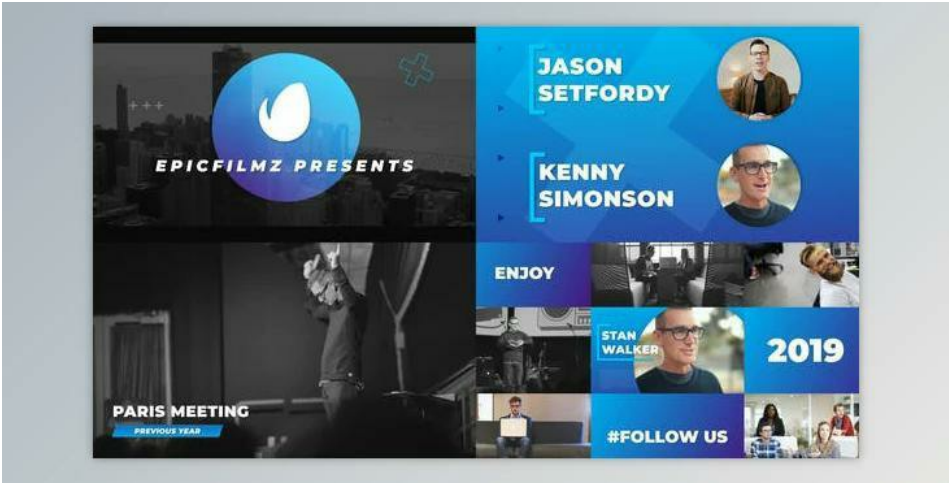 EPICFILMZ PRESENTS
JASON
SETFORDY
KENNY
SIMONSON
PARIS MEETING
PREVIOUS YEAR
ENJOY
STAN
WALKER
2019
#FOLLOW US